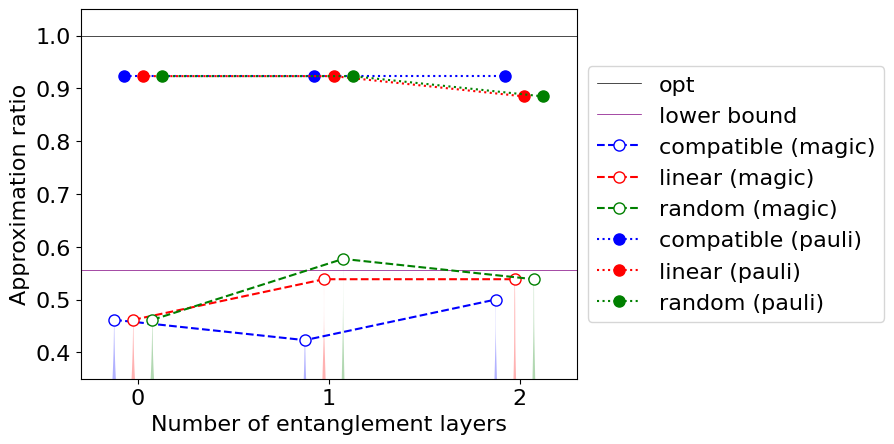 1.0
0.9
0.8
0.7
0.6
0.5
0.4
Approximation ratio
0
1
2
Number of entanglement layers
opt
lower bound
compatible (magic)
linear (magic)
random (magic)
compatible (pauli)
linear (pauli)
random (pauli)